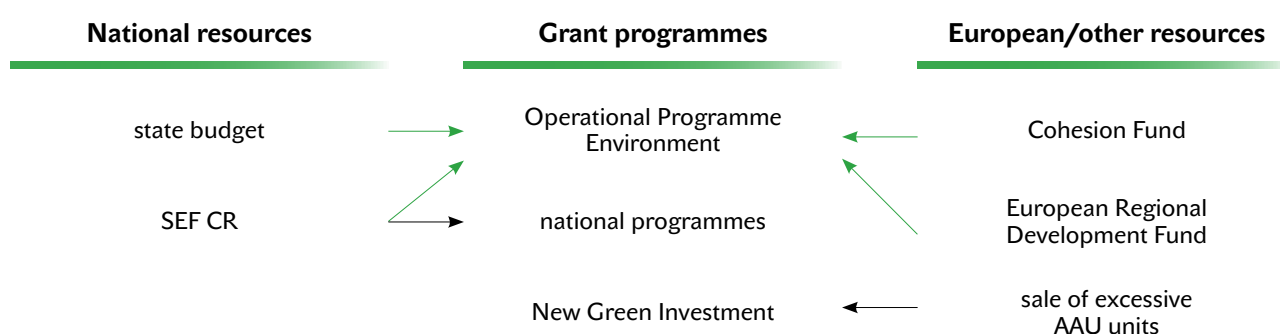 National resources
Grant programmes
European/other resources
state budget
Operational Programme
Environment
Cohesion Fund
SEF CR
national programmes
European Regional
Development Fund
New Green Investment
sale of excessive
AAU units